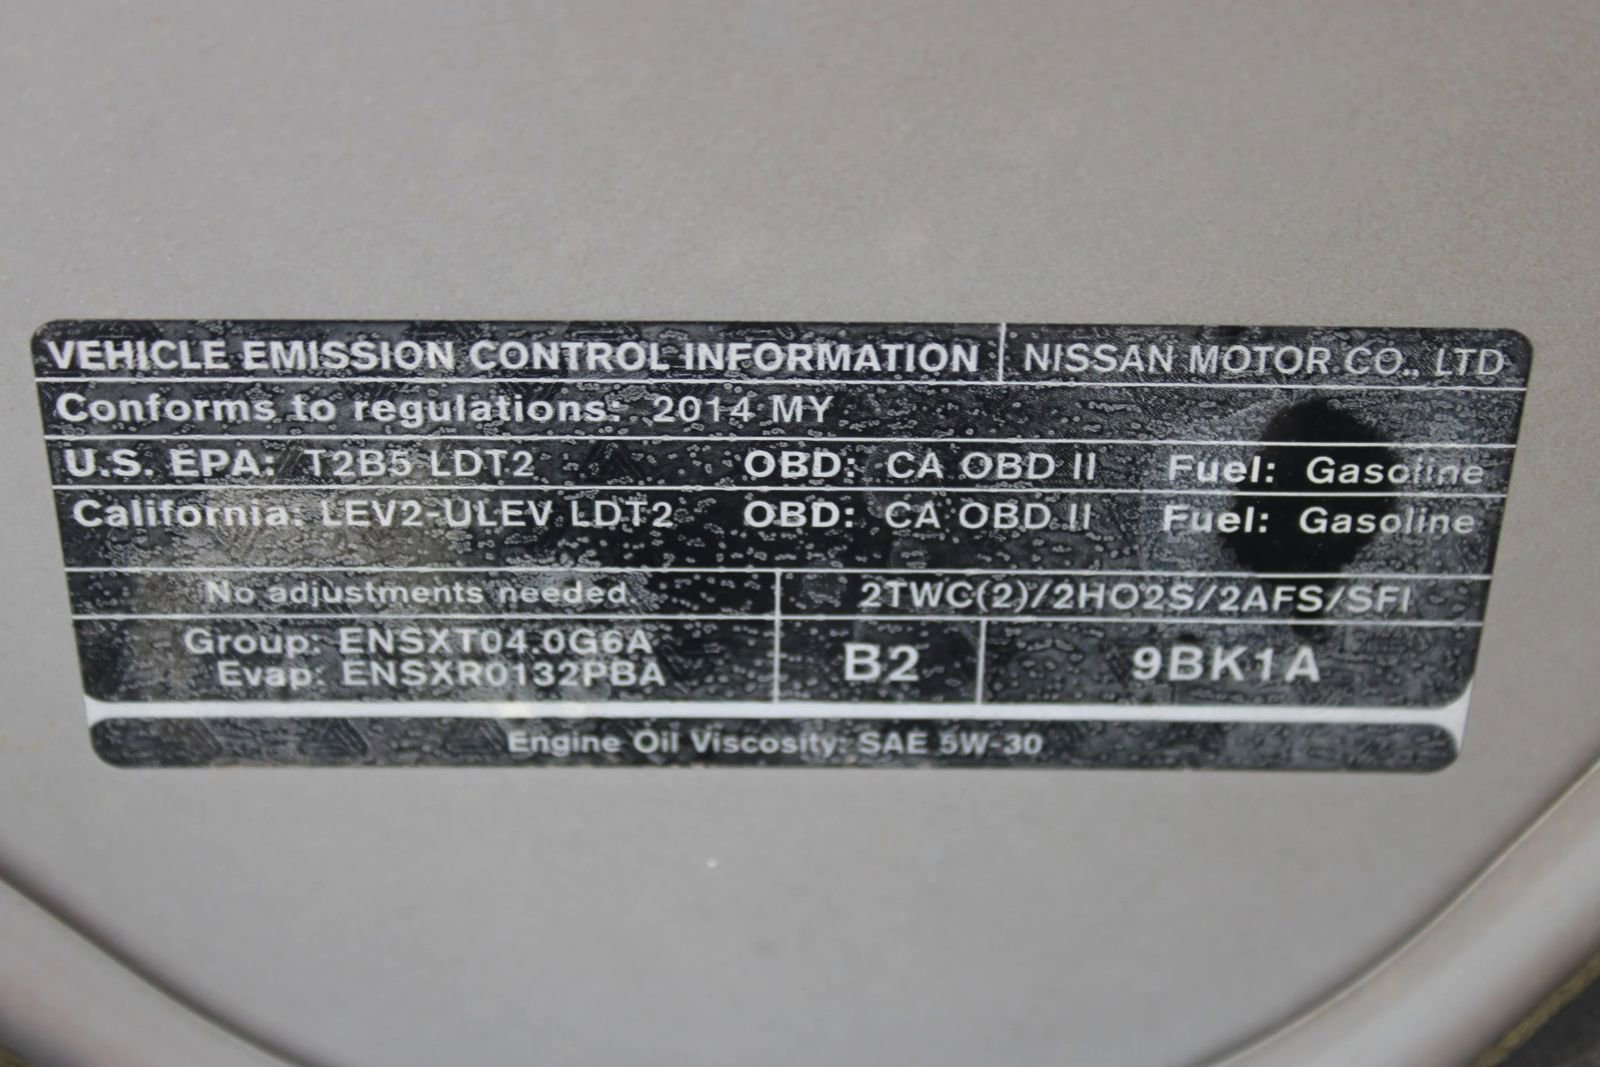 VEHICLE EMISSION CONTROL INFORMATION NISSAN MOTOR CO., LTD
Conforms to regulations: 2014 MY
U.S. EPA: T2B5 LDT2 OBD: CA OBD II Fuel: Gasoline
California: LEV2-ULEV LDT2 OBD: CA OBD II Fuel: Gasoline
No adjustments needed. 2TWC(2)/2HO2S/2AFS/SFI
Group: ENSXT04.0G6A
Evap: ENSXR0132PBA
B2 9BK1A
Engine Oil Viscosity: SAE 5W-30